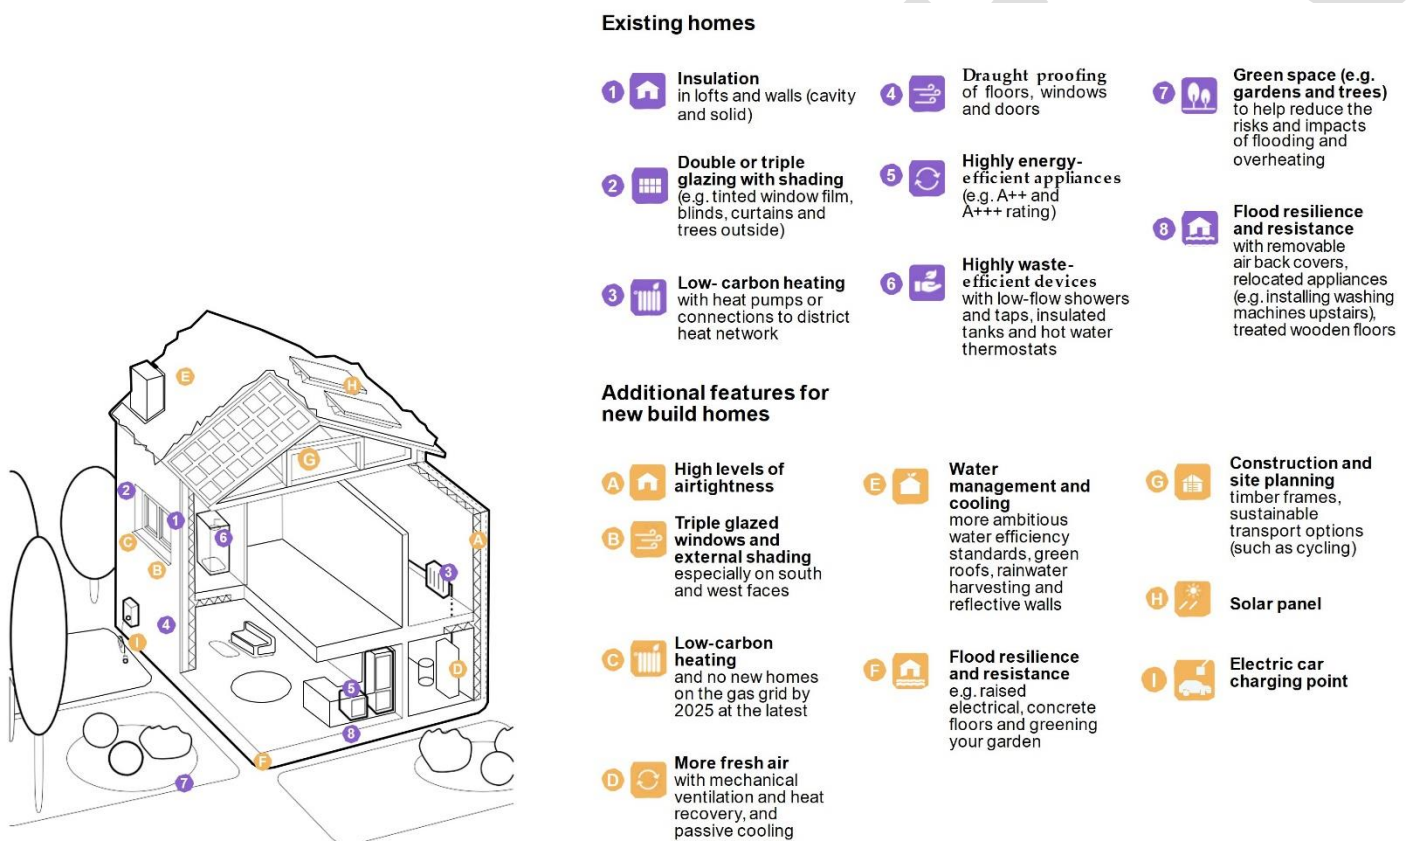 Existing homes
1
Insulation
in lofts and walls (cavity
and solid)
2
Double or triple
glazing with shading
(e.g. tinted window film,
blinds, curtains and
trees outside)
3
Low- carbon heating
with heat pumps or
connections to district
heat network
4
Draught proofing
of floors, windows
and doors
5
Highly energy-
efficient appliances
(e.g. A++ and
A+++ rating)
6
Highly waste-
efficient devices
with low-flow showers
and taps, insulated
tanks and hot water
thermostats
7
Green space (e.g.
gardens and trees)
to help reduce the
risks and impacts
of flooding and
overheating
8
Flood resilience
and resistance
with removable
air back covers,
relocated appliances
(e.g. installing washing
machines upstairs),
treated wooden floors
Additional features for
new build homes
A
High levels of
airtightness
B
Triple glazed
windows and
external shading
especially on south
and west faces
C
Low-carbon
heating
and no new homes
on the gas grid by
2025 at the latest
D
More fresh air
with mechanical
ventilation and heat
recovery, and
passive cooling
E
Water
management and
cooling
more ambitious
water efficiency
standards, green
roofs, rainwater
harvesting and
reflective walls
F
Flood resilience
and resistance
e.g. raised
electrical, concrete
floors and greening
your garden
G
Construction and
site planning
timber frames,
sustainable
transport options
(such as cycling)
H
Solar panel
I
Electric car
charging point
E
H
G
2
1
C
6
A
B
3
4
I
D
5
8
F
7